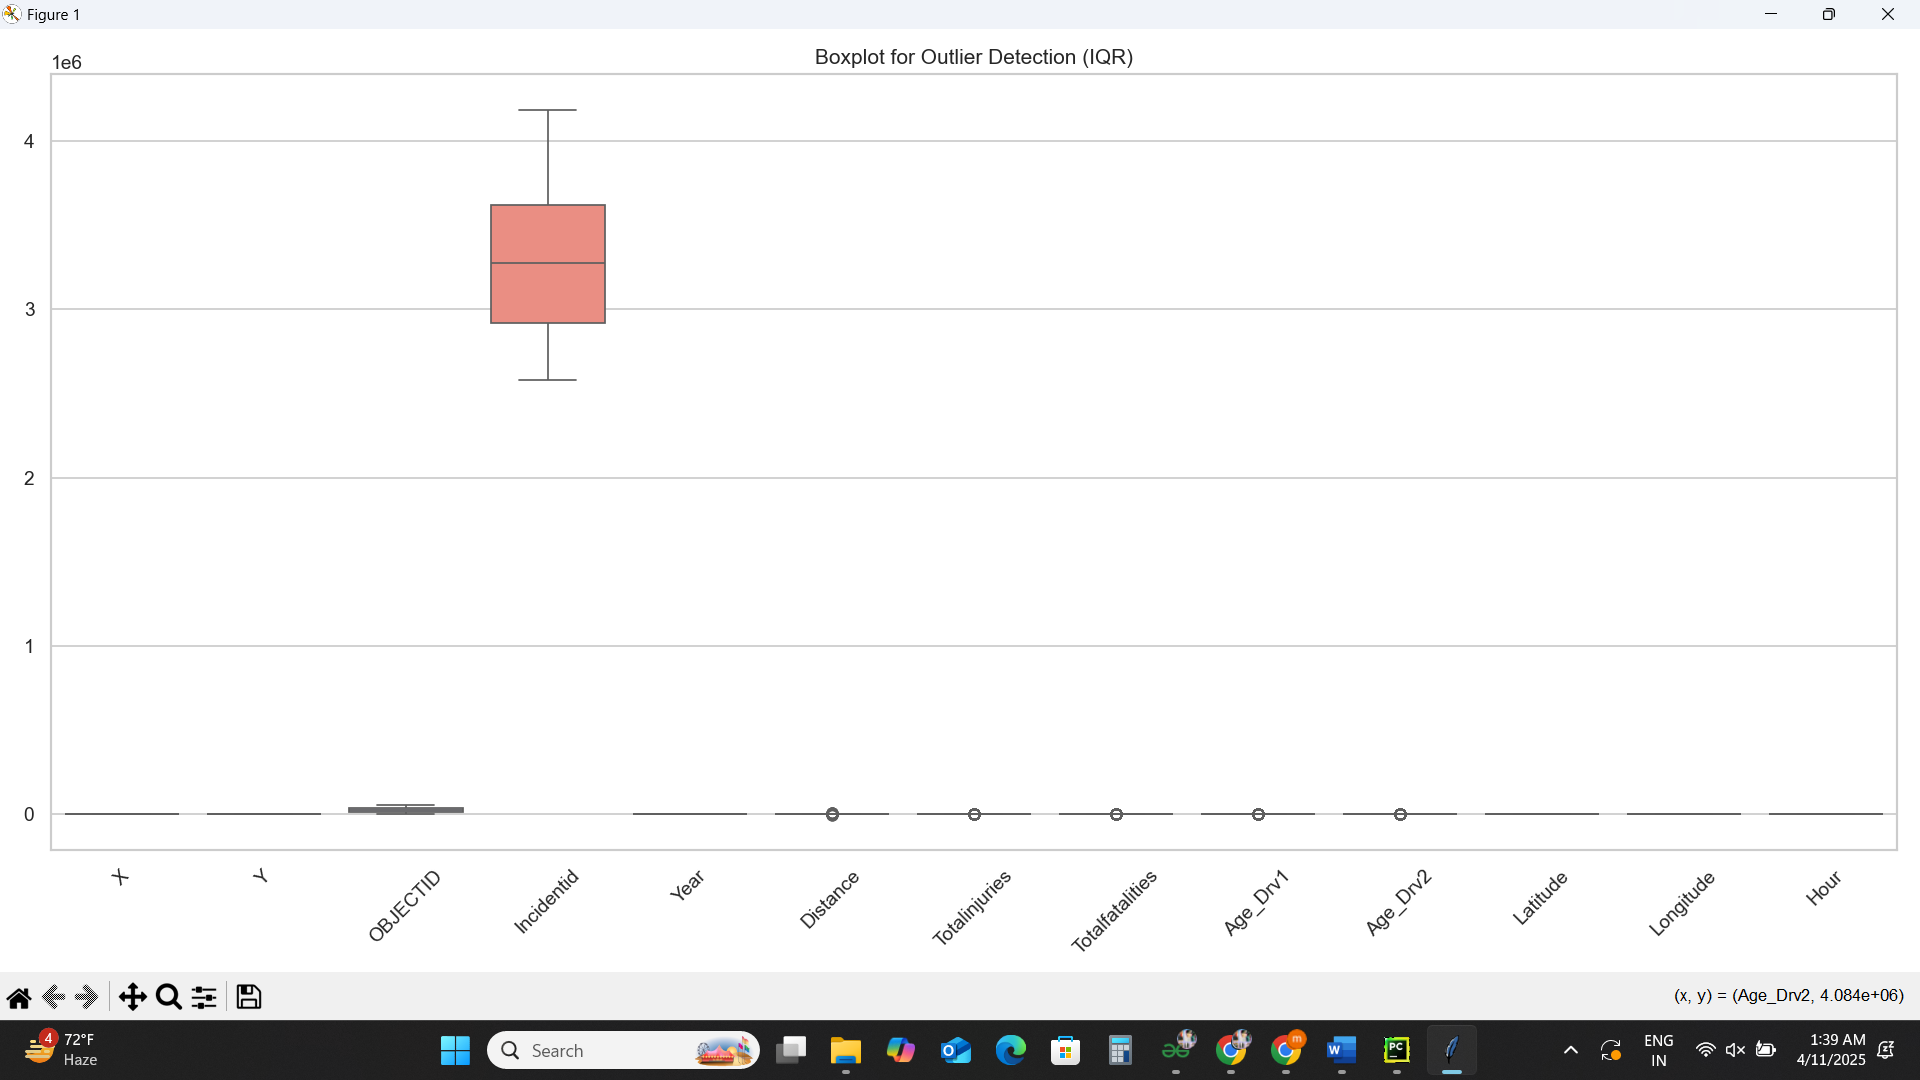 Figure 1
Boxplot for Outlier Detection (IQR)
1e6
4
3
2
1
0
X
Y
OBJECTID
Incidentid
Year
Distance
Totalinjuries
Totalfatalities
Age_Drv1
Age_Drv2
Latitude
Longitude
Hour
(x, y) = (Age_Drv2, 4.084e+06)
4
72°F
Haze
Search
m
PC
ENG
IN
1:39 AM
4/11/2025